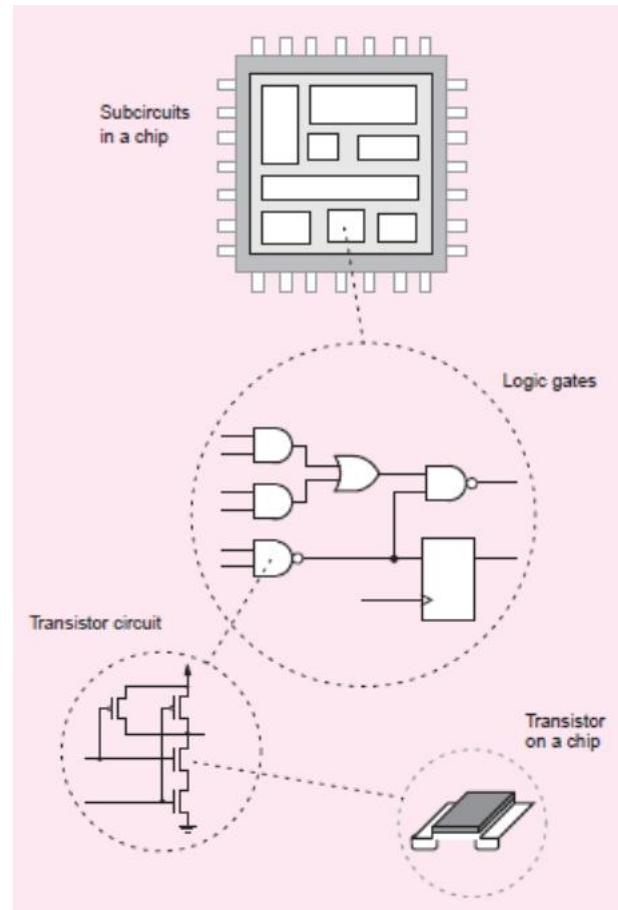 Subcircuits
in a chip
Logic gates
Transistor circuit
Transistor
on a chip